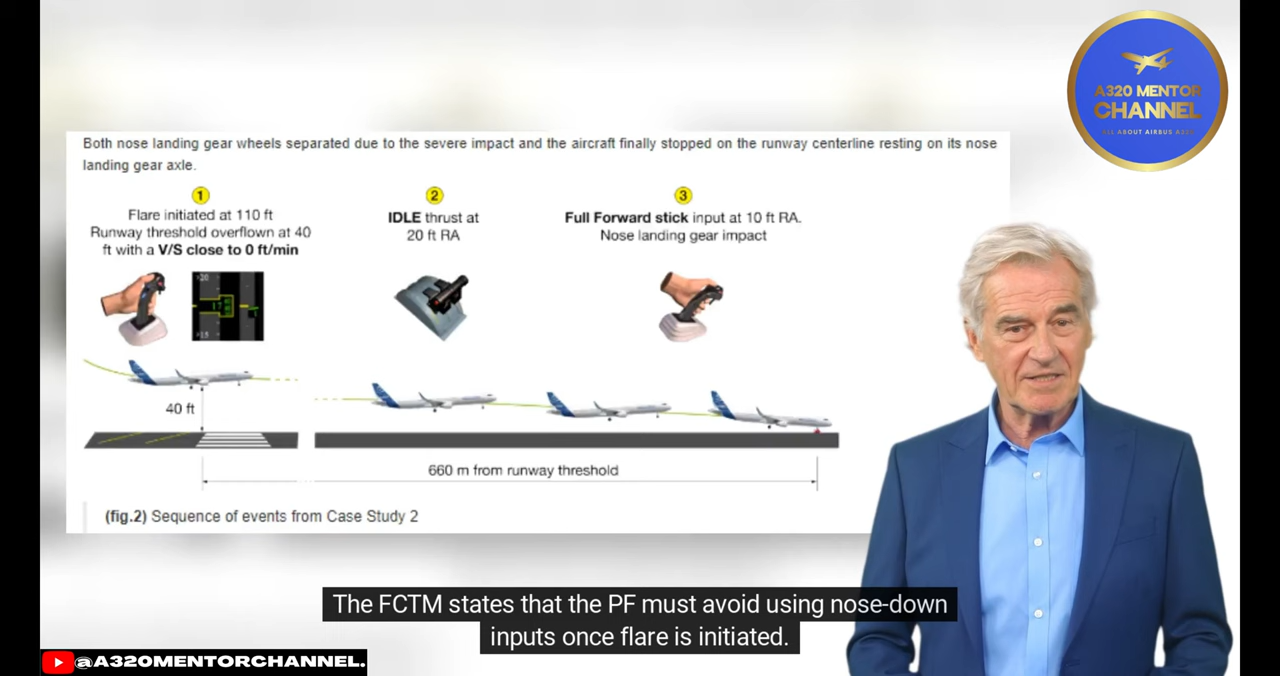 A320 MENTOR
CHANNEL
ALL ABOUT AIRBUS A320
Both nose landing gear wheels separated due to the severe impact and the aircraft finally stopped on the runway centerline resting on its nose
landing gear axle.
1
Flare initiated at 110 ft
Runway threshold overflown at 40
ft with a V/S close to 0 ft/min
2
IDLE thrust at
20 ft RA
3
Full Forward stick input at 10 ft RA.
Nose landing gear impact
40 ft
660 m from runway threshold
(fig.2) Sequence of events from Case Study 2
The FCTM states that the PF must avoid using nose-down
inputs once flare is initiated.
@A320MENTORCHANNEL.